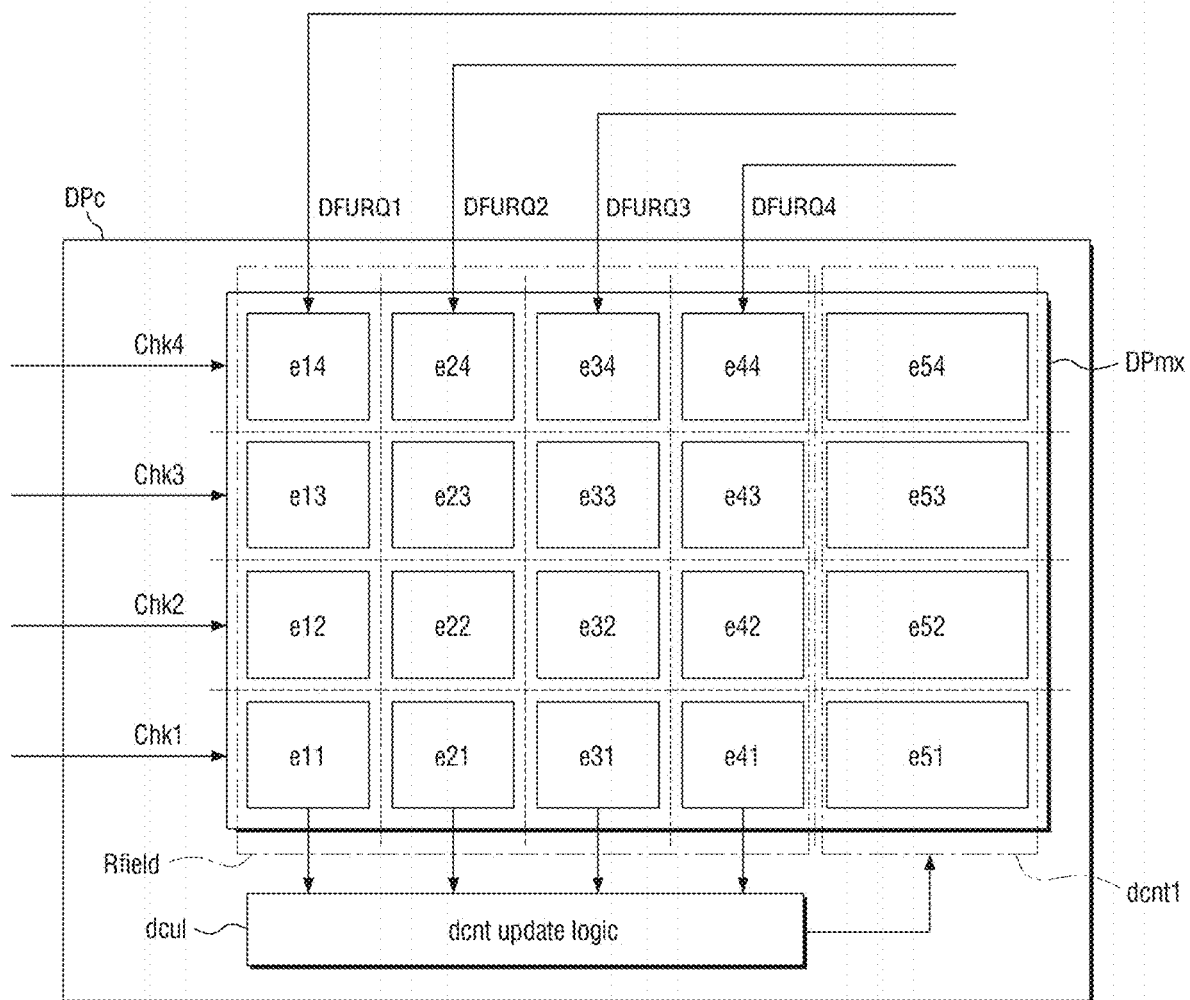 DPc
DFURQ1 DFURQ2 DFURQ3 DFURQ4
Chk4 e14 e24 e34 e44 e54 DPmx
Chk3 e13 e23 e33 e43 e53
Chk2 e12 e22 e32 e42 e52
Chk1 e11 e21 e31 e41 e51
Rfield
dcnt1
dcul dcnt update logic